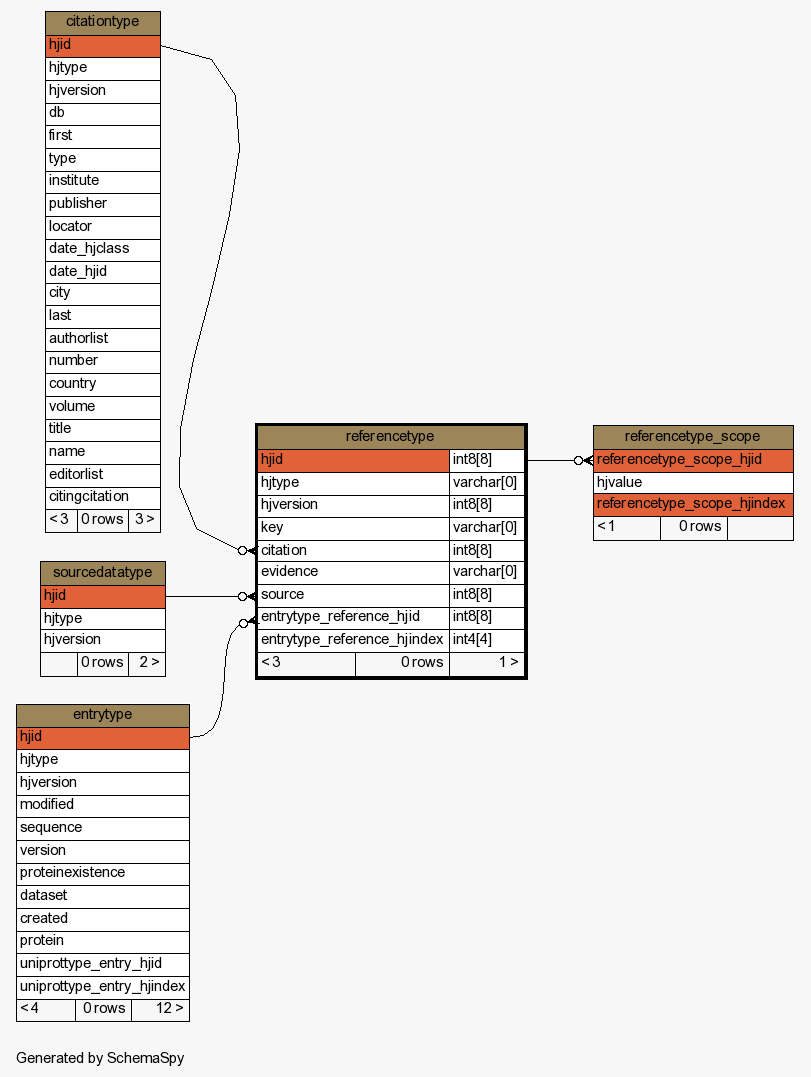 citationtype
hjid
hjtype
hjversion
db
first
type
institute
publisher
locator
date_hjclass
date_hjid
city
last
authorlist
number
country
volume
title
name
editorlist
citingcitation
< 3 0 rows 3 >
sourcedatatype
hjid
hjtype
hjversion
0 rows 2 >
entrytype
hjid
hjtype
hjversion
modified
sequence
version
proteinexistence
dataset
created
protein
uniprottype_entry_hjid
uniprottype_entry_hjindex
< 4 0 rows 12 >
referencetype
hjid int8[8]
hjtype varchar[0]
hjversion int8[8]
key varchar[0]
citation int8[8]
evidence varchar[0]
source int8[8]
entrytype_reference_hjid int8[8]
entrytype_reference_hjindex int4[4]
< 3 0 rows 1 >
referencetype_scope
referencetype_scope_hjid
hjvalue
referencetype_scope_hjindex
< 1 0 rows
Generated by SchemaSpy